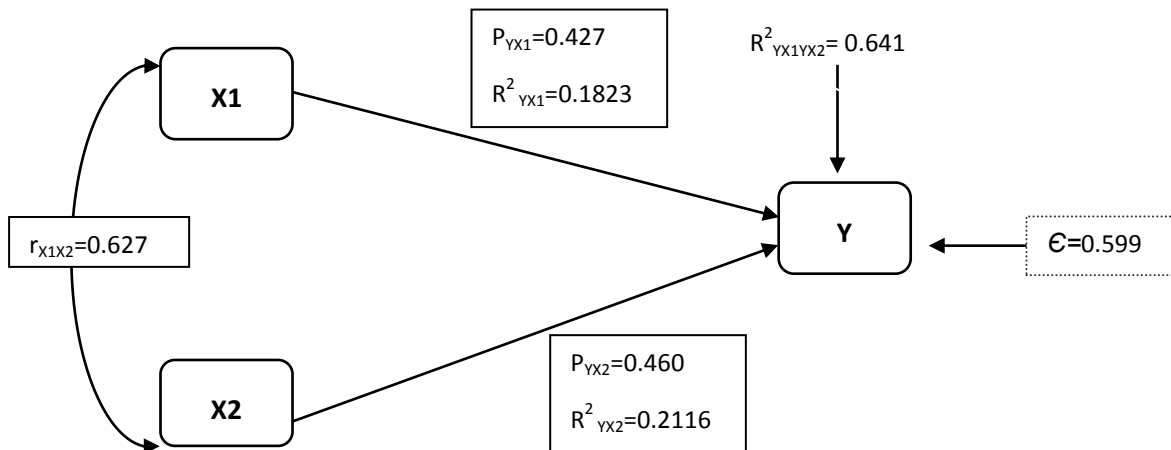 P_YX1=0.427
R²_YX1=0.1823
R²_YX1YX2= 0.641
X1
r_X1X2=0.627
Y
Є=0.599
P_YX2=0.460
R²_YX2=0.2116
X2